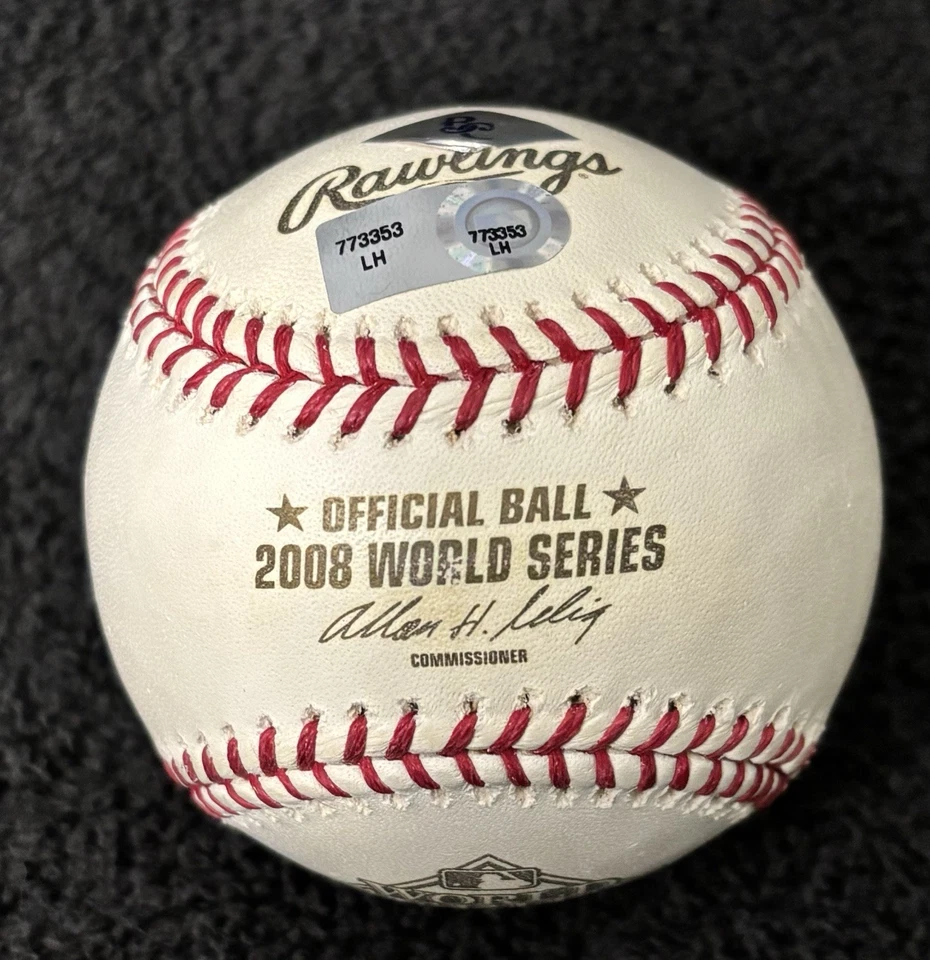 Rawlings
773353
LH
773353
LH
OFFICIAL BALL
2008 WORLD SERIES
Allan H. Selig
COMMISSIONER